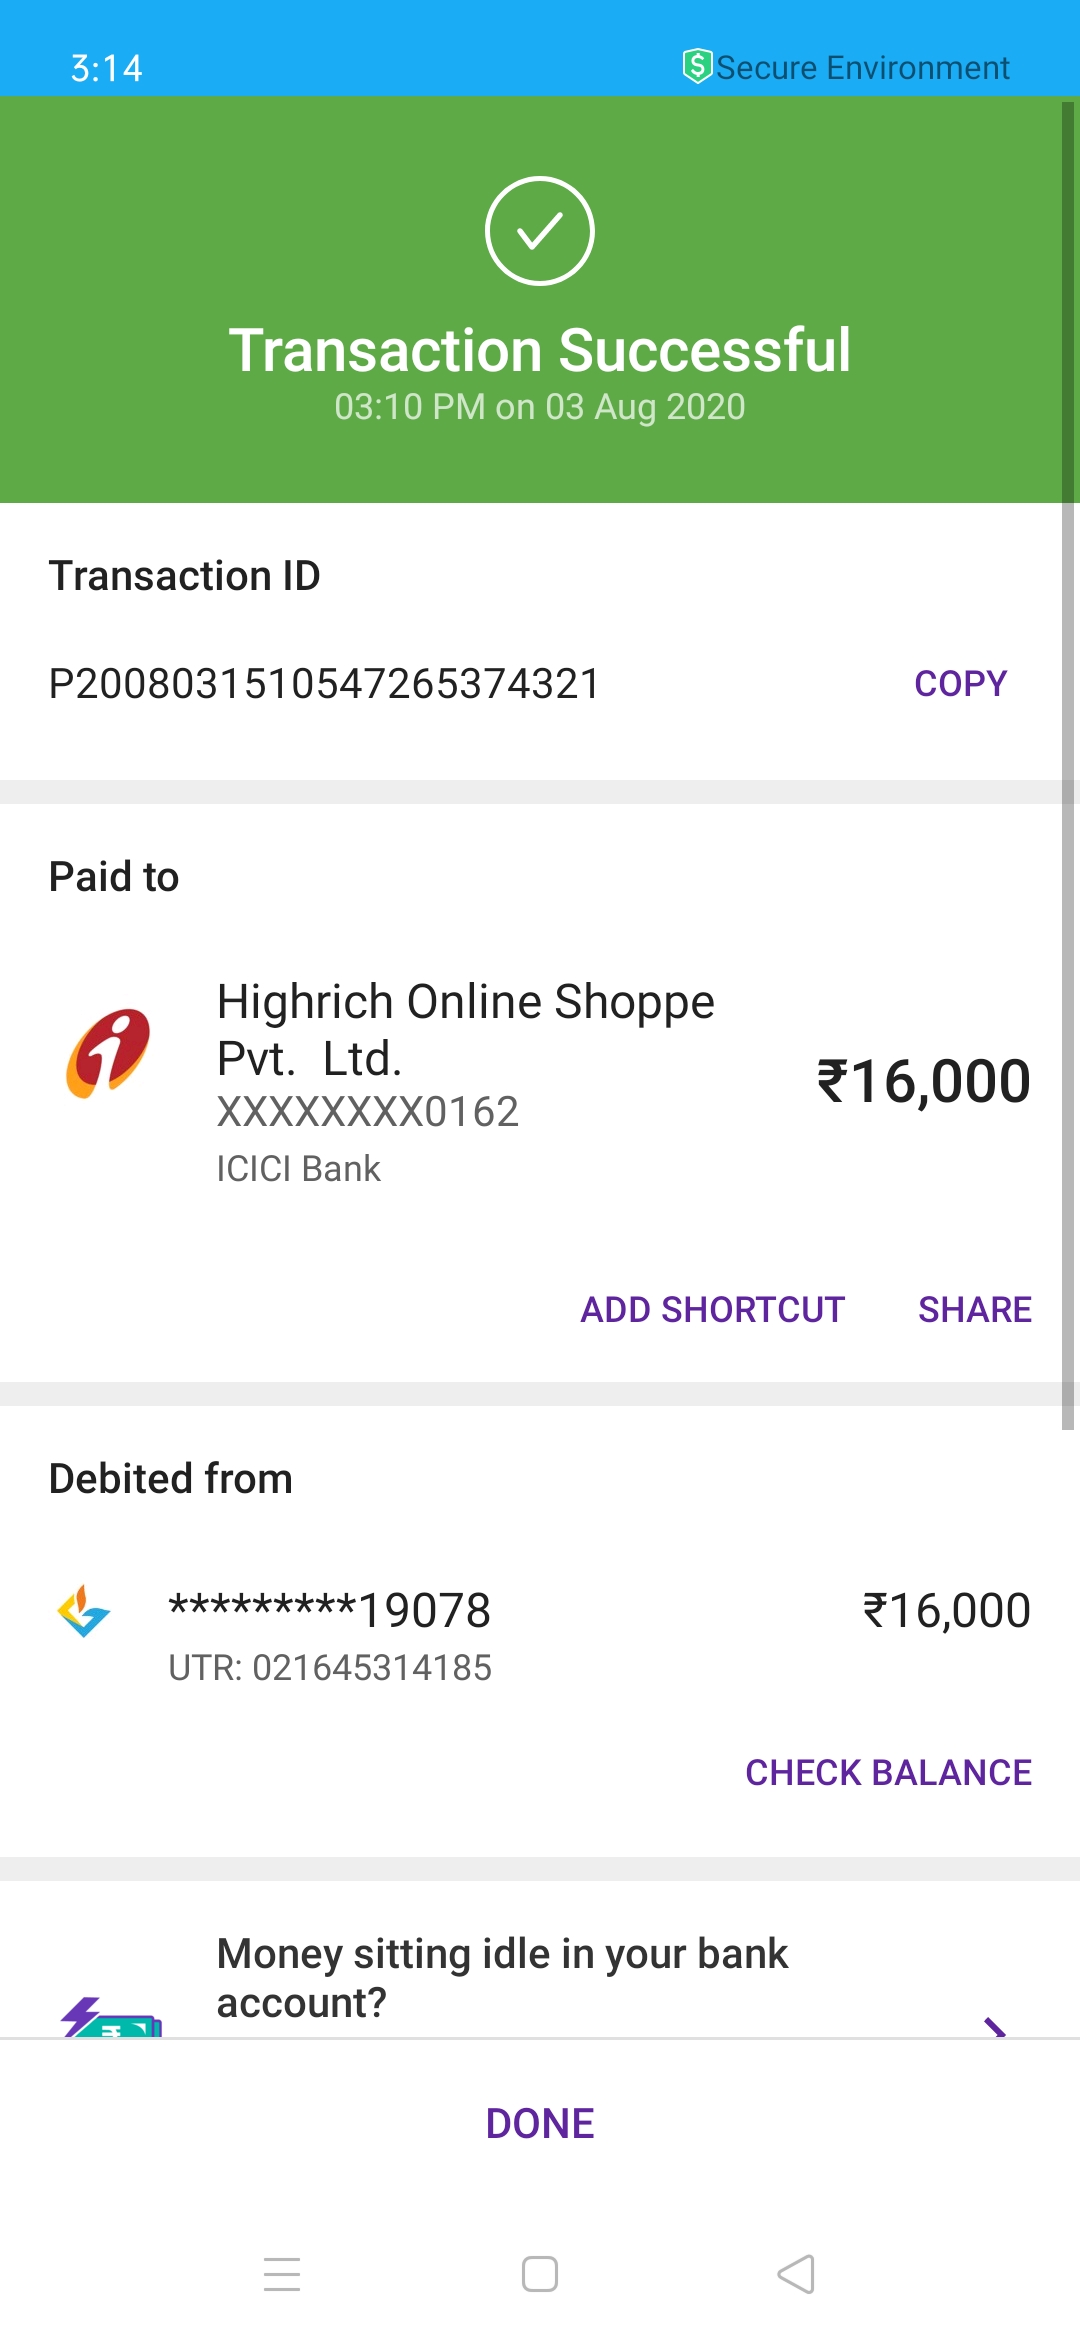 3:14
Secure Environment
Transaction Successful
03:10 PM on 03 Aug 2020
Transaction ID
P2008031510547265374321
COPY
Paid to
Highrich Online Shoppe
Pvt.  Ltd.
XXXXXXXX0162
ICICI Bank
₹16,000
ADD SHORTCUT
SHARE
Debited from
*********19078
₹16,000
UTR: 021645314185
CHECK BALANCE
Money sitting idle in your bank
account?
DONE